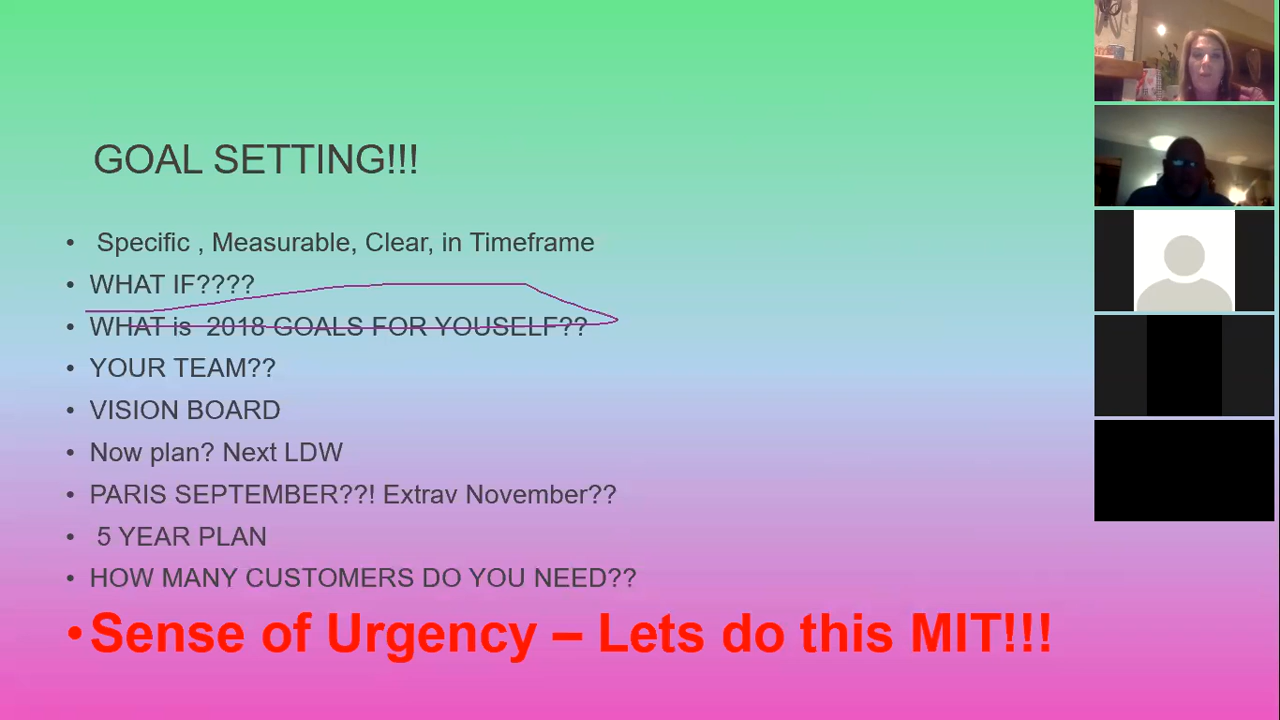 GOAL SETTING!!!
• Specific , Measurable, Clear, in Timeframe
• WHAT IF????
• WHAT is 2018 GOALS FOR YOUSELF??
• YOUR TEAM??
• VISION BOARD
• Now plan? Next LDW
• PARIS SEPTEMBER??! Extrav November??
• 5 YEAR PLAN
• HOW MANY CUSTOMERS DO YOU NEED??
•Sense of Urgency – Lets do this MIT!!!